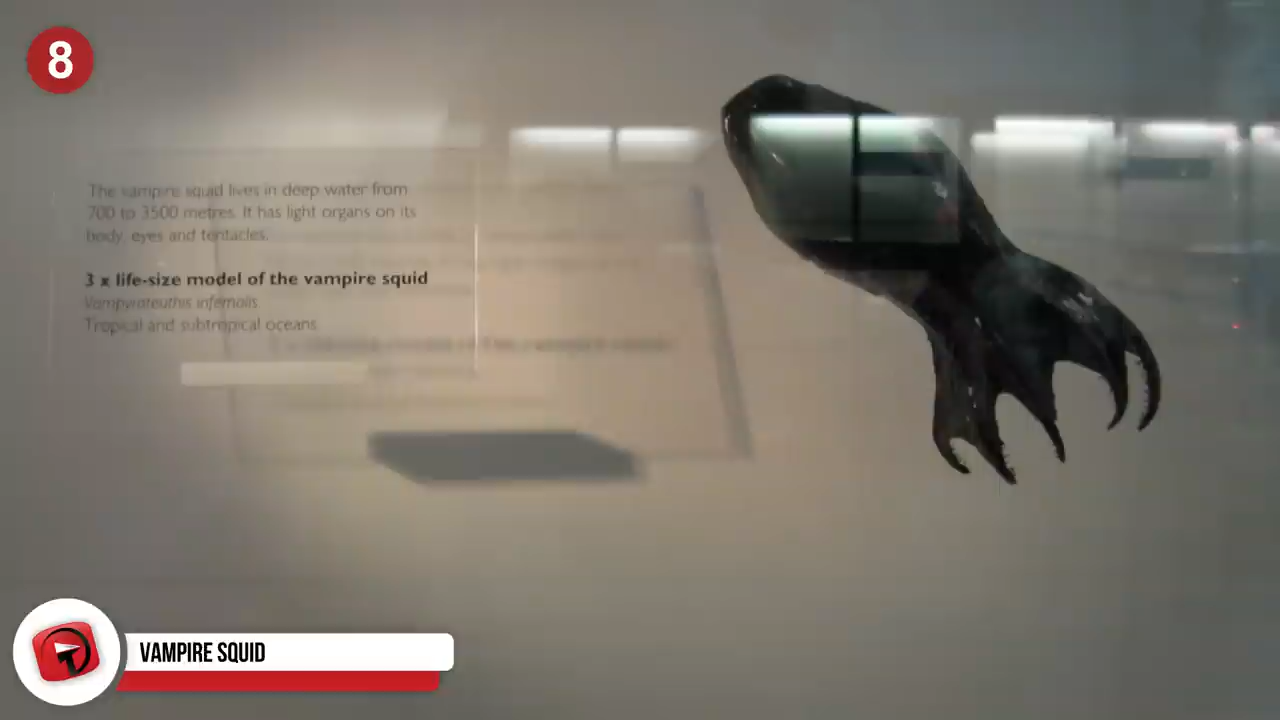 8
The vampire squid lives in deep water from
700 to 3500 metres. It has light organs on its
body, eyes and tentacles.
3 x life-size model of the vampire squid
Vampyroteuthis infernalis
Tropical and subtropical oceans
VAMPIRE SQUID